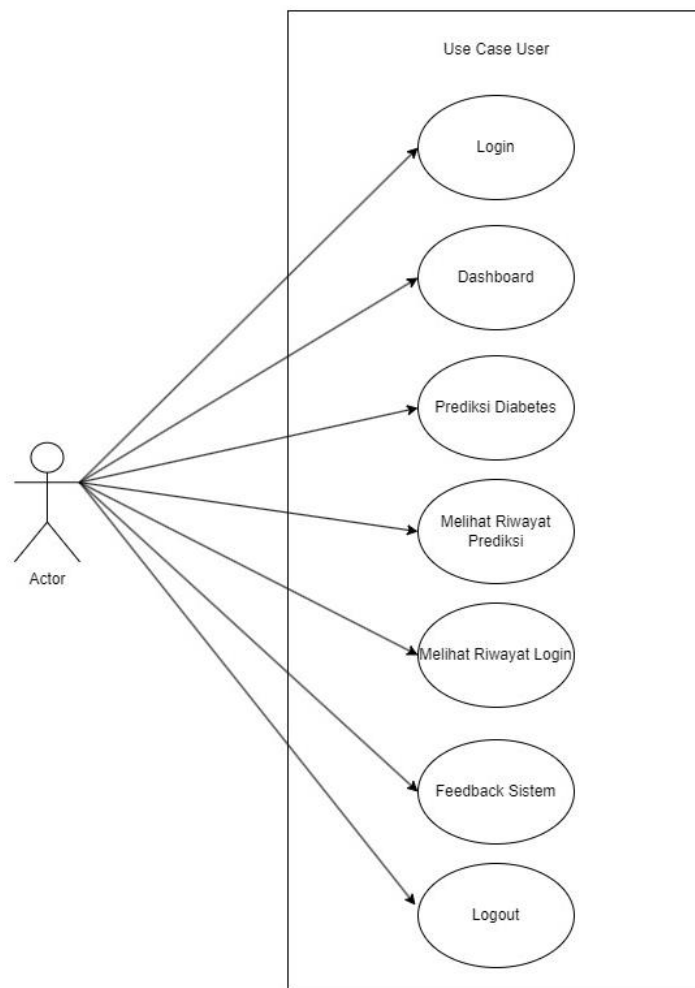 Use Case User
Login
Dashboard
Prediksi Diabetes
Melihat Riwayat
Prediksi
Actor
Melihat Riwayat Login
Feedback Sistem
Logout